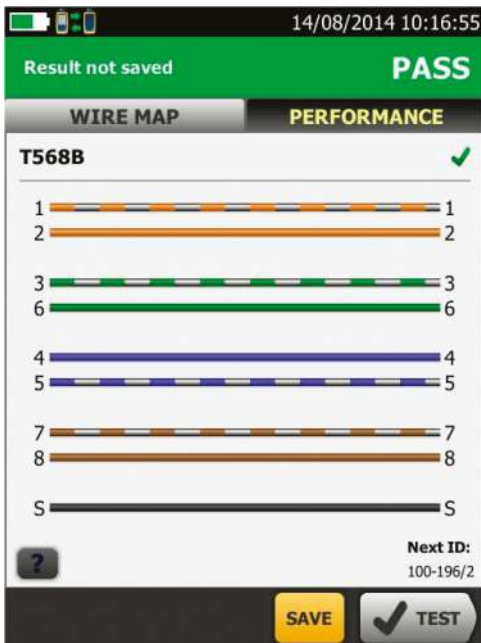 14/08/2014 10:16:55
Result not saved PASS
WIRE MAP PERFORMANCE
T568B
1 1
2 2
3 3
6 6
4 4
5 5
7 7
8 8
S S
? Next ID:
100-196/2
SAVE TEST